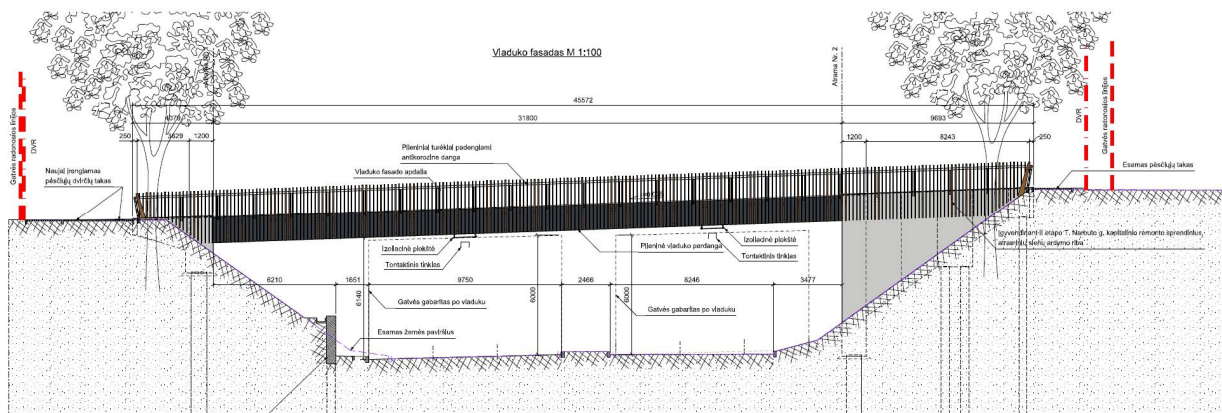 Viaduko fasadas M 1:100
Atrama Nr. 2
45572
4079
31800
9693
250
3629
1200
1200
8243
250
Gatvės raudonosios linijos
DVR
DVR
Gatvės raudonosios linijos
Plieniniai turėklai padengiami
antikorozine danga
Viaduko fasado apdaila
Naujai įrengiamas
pėsčiųjų dviračių takas
Esamas pėsčiųjų takas
Izoliacinė plokštė
Tontaktinis tinklas
Plieninė viaduko perdanga
Izoliacinė plokštė
Tontaktinis tinklas
Įgyvendinant II etapo T. Narbuto g. kapitalinio remonto sprendinius,
atraminių sienų ardymo riba
6210
1651
9750
2466
8246
3477
6140
6000
6000
Gatvės gabaritas po viaduku
Gatvės gabaritas po viaduku
Esamas žemės paviršius